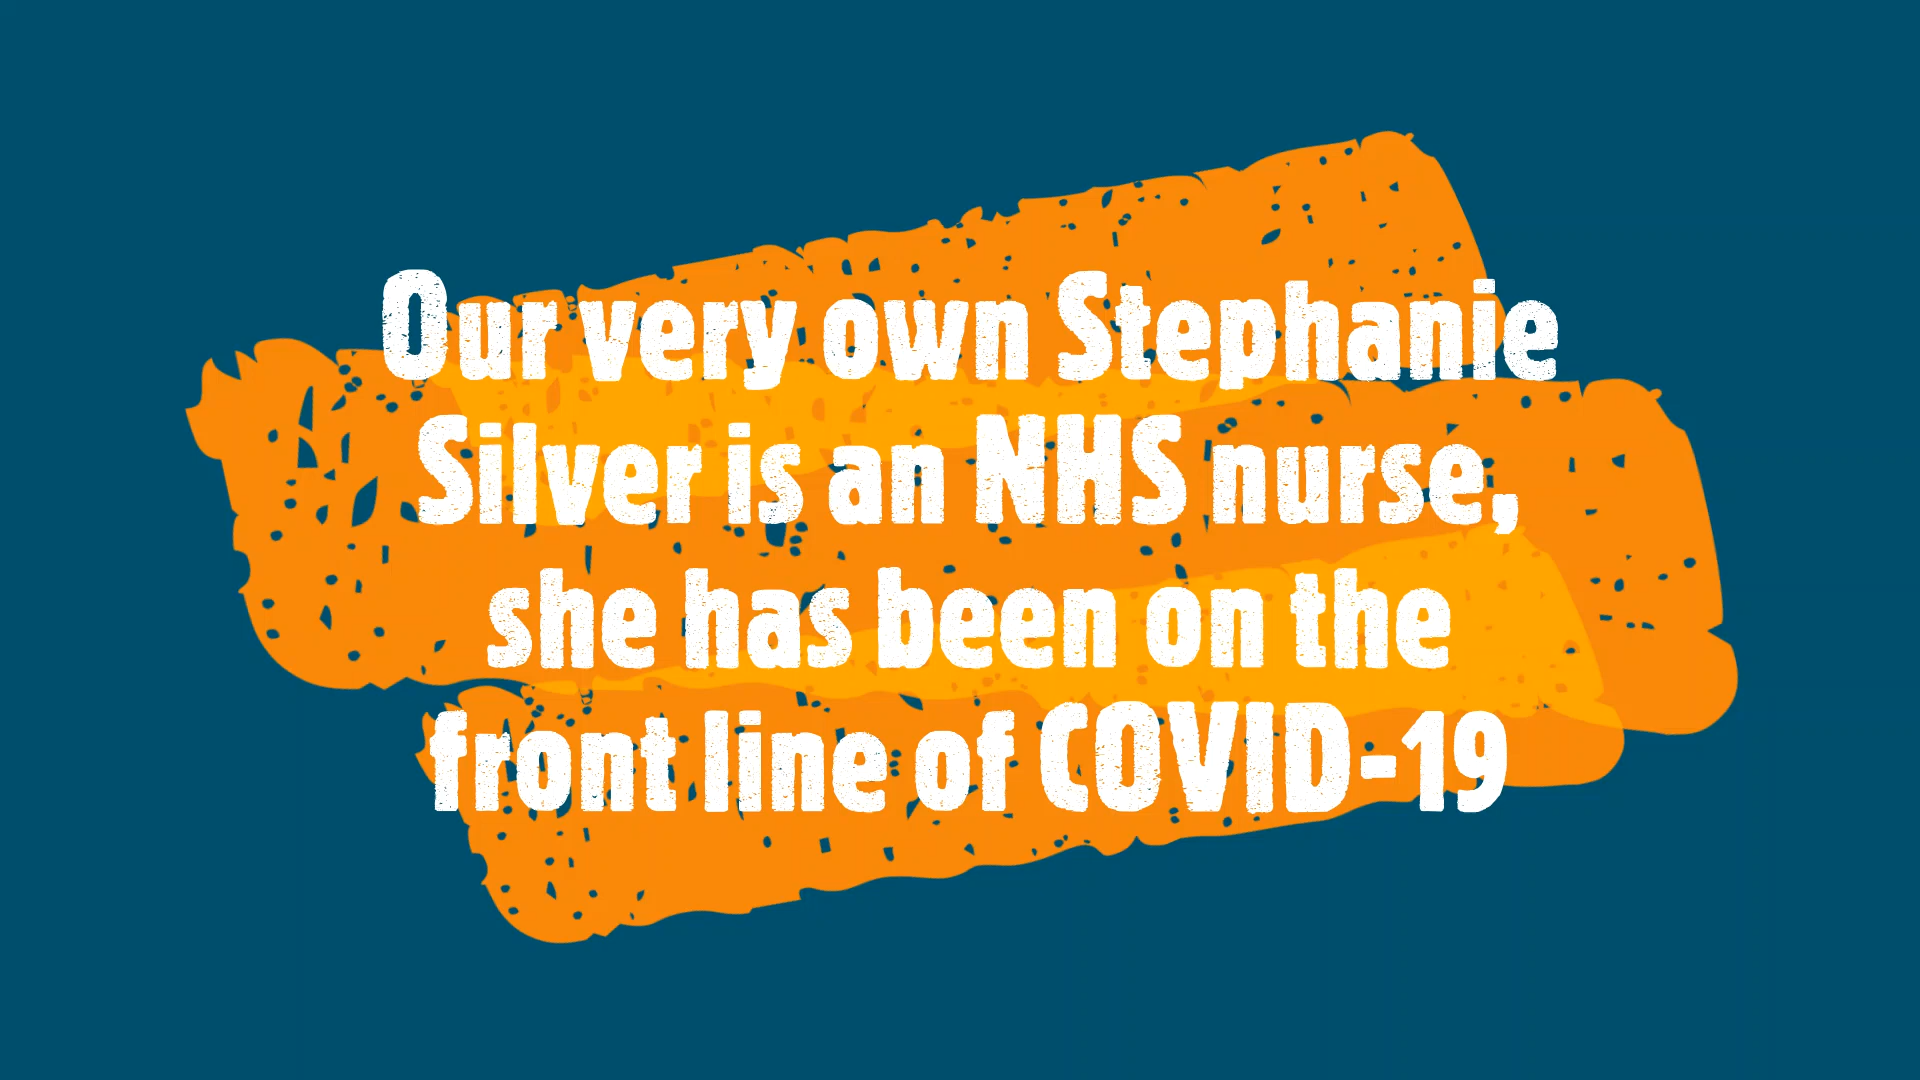 Our very own Stephanie
Silver is an NHS nurse,
she has been on the
front line of COVID-19